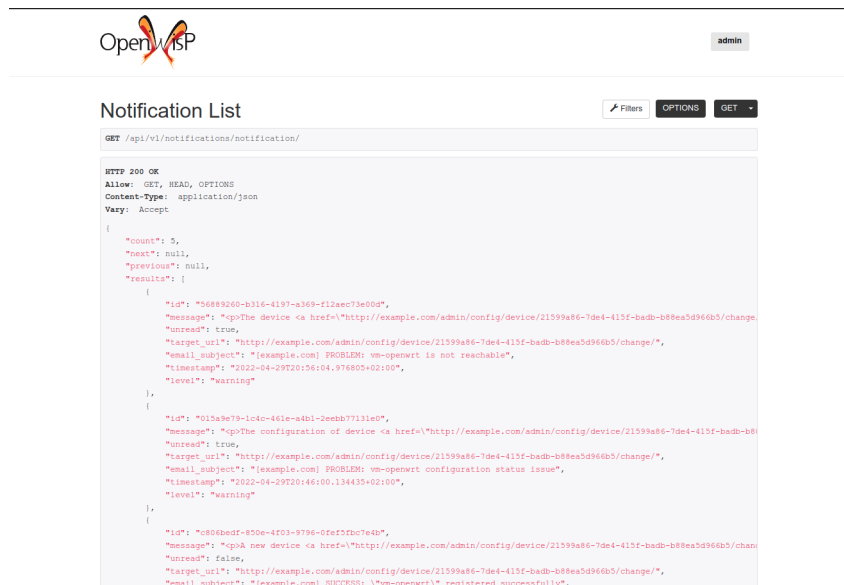 OpenWISP
admin
Notification List
Filters
OPTIONS
GET
GET /api/v1/notifications/notification/
HTTP 200 OK
Allow: GET, HEAD, OPTIONS
Content-Type: application/json
Vary: Accept
{
"count": 5,
"next": null,
"previous": null,
"results": [
{
"id": "56889260-b316-4197-a369-f12aec73e00d",
"message": "<p>The device <a href=\"http://example.com/admin/config/device/21599a86-7de4-415f-badb-b88ea5d966b5/change/
"unread": true,
"target_url": "http://example.com/admin/config/device/21599a86-7de4-415f-badb-b88ea5d966b5/change/",
"email_subject": "[example.com] PROBLEM: vm-openwrt is not reachable",
"timestamp": "2022-04-29T20:56:04.976805+02:00",
"level": "warning"
},
{
"id": "015a9e79-1c4c-461e-a4b1-2eebb77131e0",
"message": "<p>The configuration of device <a href=\"http://example.com/admin/config/device/21599a86-7de4-415f-badb-b8
"unread": true,
"target_url": "http://example.com/admin/config/device/21599a86-7de4-415f-badb-b88ea5d966b5/change/",
"email_subject": "[example.com] PROBLEM: vm-openwrt configuration status issue",
"timestamp": "2022-04-29T20:46:00.134435+02:00",
"level": "warning"
},
{
"id": "c806bedf-850e-4f03-9796-0fef5fbc7e4b",
"message": "<p>A new device <a href=\"http://example.com/admin/config/device/21599a86-7de4-415f-badb-b88ea5d966b5/chan
"unread": false,
"target_url": "http://example.com/admin/config/device/21599a86-7de4-415f-badb-b88ea5d966b5/change/",
"email_subject": "[example.com] SUCCESS: \"vm-openwrt\" registered successfully",